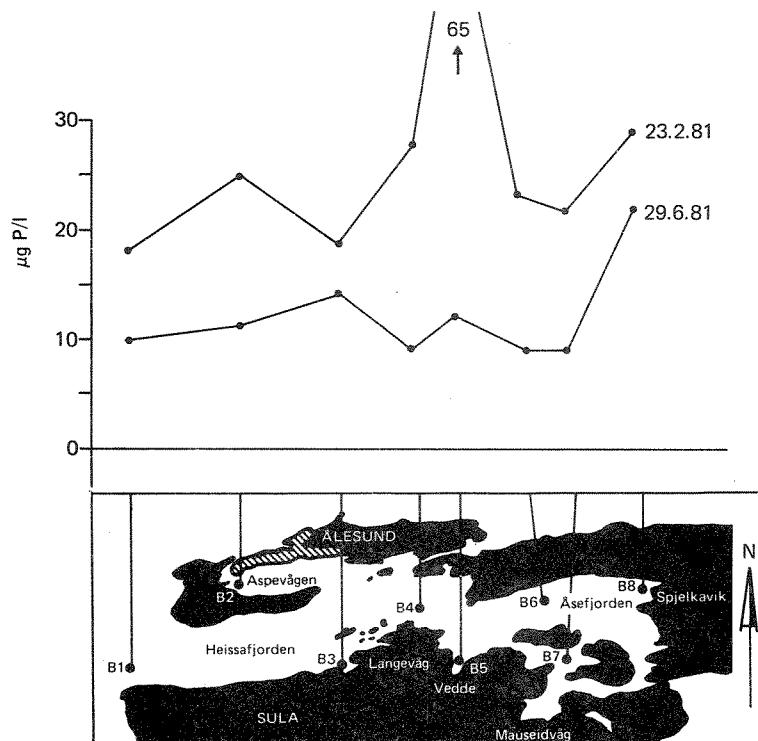 65
30
23.2.81
29.6.81
20
µg P/l
10
0
ÅLESUND
N
Aspevågen
B2
B8
Spjelkavik
B6
Åsefjorden
B4
Heissafjorden
B1
B3
Langevåg
B5
B7
Vedde
SULA
Mauseidvåg